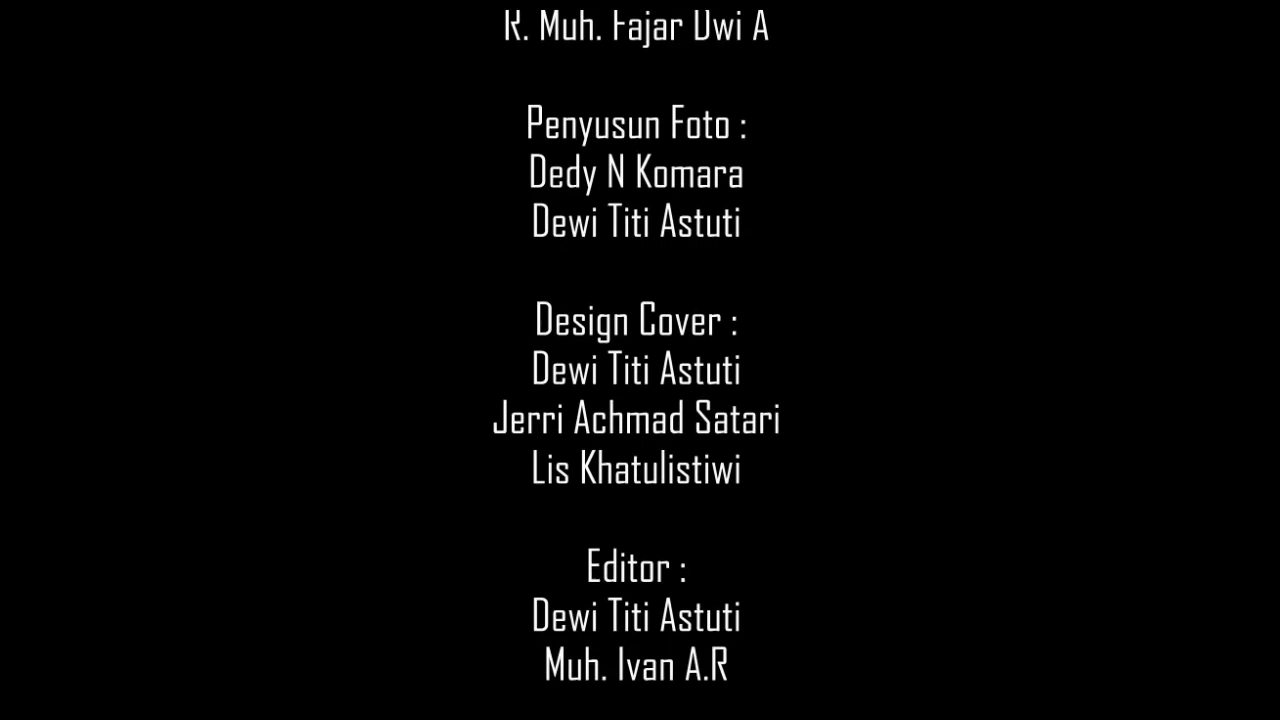 R. Muh. Fajar Dwi A
Penyusun Foto :
Dedy N Komara
Dewi Titi Astuti
Design Cover :
Dewi Titi Astuti
Jerri Achmad Satari
Lis Khatulistiwi
Editor :
Dewi Titi Astuti
Muh. Ivan A.R